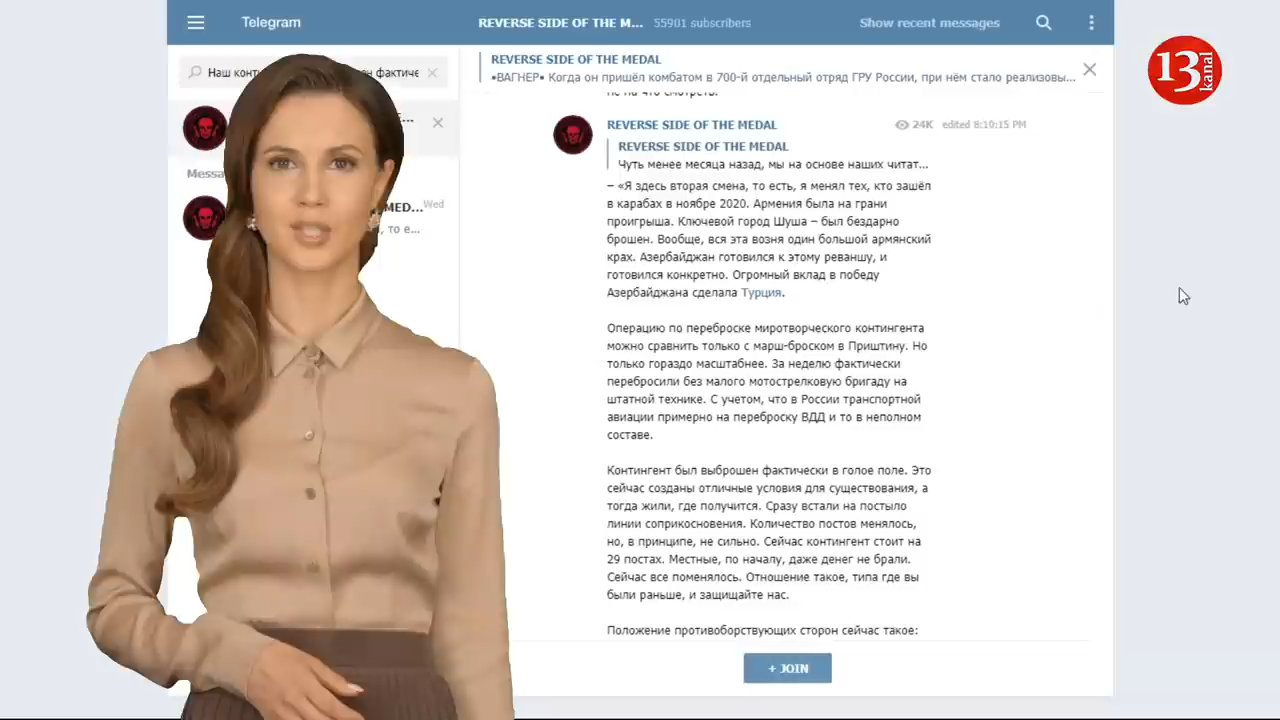 Telegram
REVERSE SIDE OF THE M... 55901 subscribers
Show recent messages
13 kanal
Наш конт
н фактиче
REVERSE SIDE OF THE MEDAL
•ВАГНЕР• Когда он пришёл комбатом в 700-й отдельный отряд ГРУ России, при нём стало реализовы...
не на что смотреть.
Messa
MED... Wed
, то е...
REVERSE SIDE OF THE MEDAL 24K edited 8:10:15 PM
REVERSE SIDE OF THE MEDAL
Чуть менее месяца назад, мы на основе наших читат...
– «Я здесь вторая смена, то есть, я менял тех, кто зашёл
в карабах в ноябре 2020. Армения была на грани
проигрыша. Ключевой город Шуша – был бездарно
брошен. Вообще, вся эта возня один большой армянский
крах. Азербайджан готовился к этому реваншу, и
готовился конкретно. Огромный вклад в победу
Азербайджана сделала Турция.
Операцию по переброске миротворческого контингента
можно сравнить только с марш-броском в Приштину. Но
только гораздо масштабнее. За неделю фактически
перебросили без малого мотострелковую бригаду на
штатной технике. С учетом, что в России транспортной
авиации примерно на переброску ВДД и то в неполном
составе.
Контингент был выброшен фактически в голое поле. Это
сейчас созданы отличные условия для существования, а
тогда жили, где получится. Сразу встали на постыло
линии соприкосновения. Количество постов менялось,
но, в принципе, не сильно. Сейчас контингент стоит на
29 постах. Местные, по началу, даже денег не брали.
Сейчас все поменялось. Отношение такое, типа где вы
были раньше, и защищайте нас.
Положение противоборствующих сторон сейчас такое:
+ JOIN